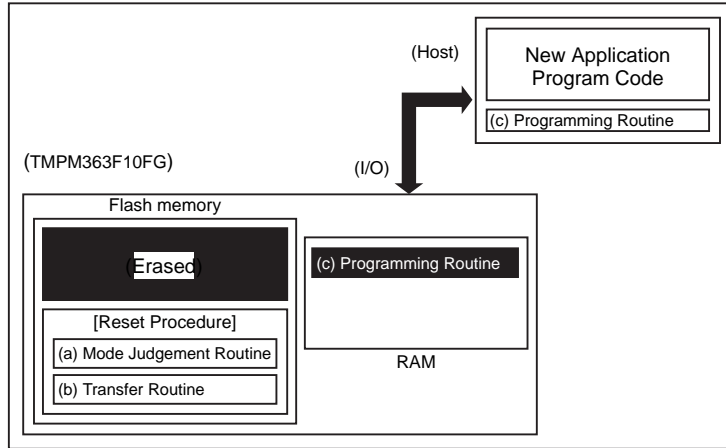 (Host)
New Application
Program Code
(c) Programming Routine
(TMPM363F10FG)
(I/O)
Flash memory
(Erased)
(c) Programming Routine
[Reset Procedure]
(a) Mode Judgement Routine
(b) Transfer Routine
RAM